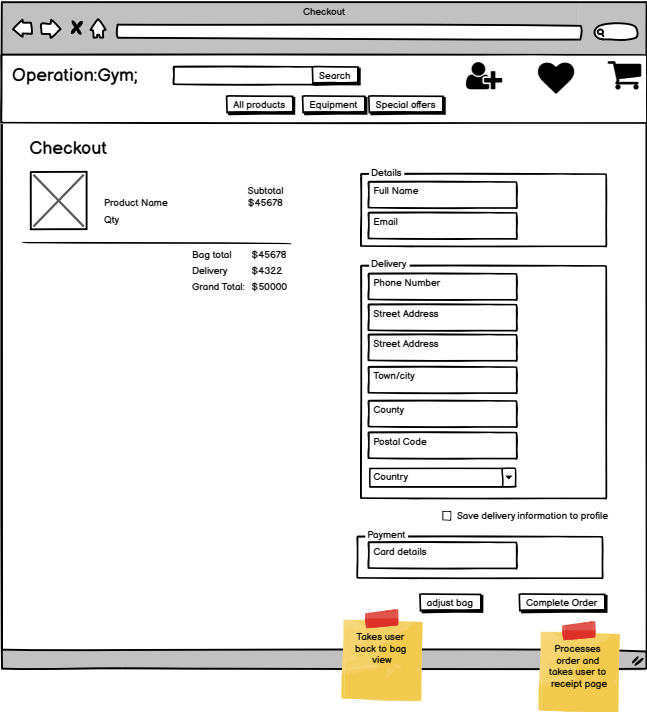 Checkout
Operation:Gym;
Search
All products
Equipment
Special offers
Checkout
Subtotal
Product Name
$45678
Qty
Bag total $45678
Delivery $4322
Grand Total: $50000
Details
Full Name
Email
Delivery
Phone Number
Street Address
Street Address
Town/city
County
Postal Code
Country
Save delivery information to profile
Payment
Card details
adjust bag
Complete Order
Takes user
back to bag
view
Processes
order and
takes user to
receipt page